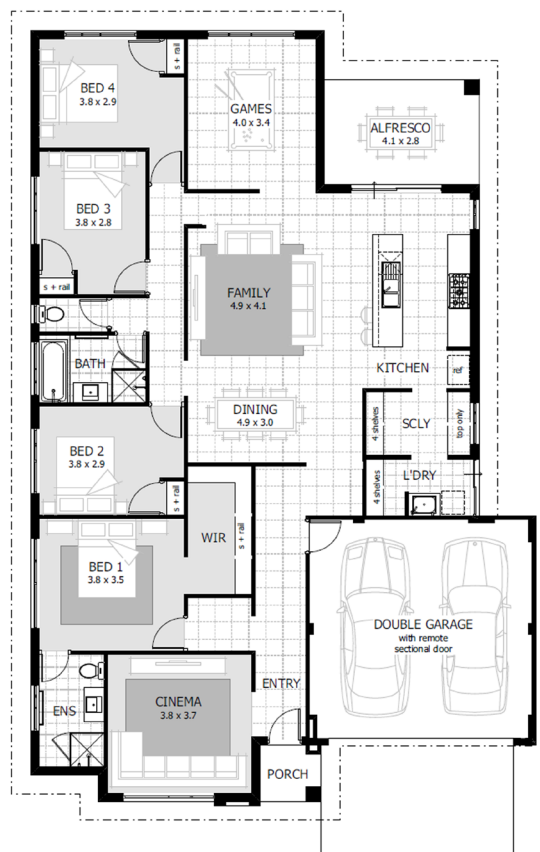 s + rail
BED 4
3.8 x 2.9
GAMES
4.0 x 3.4
ALFRESCO
4.1 x 2.8
BED 3
3.8 x 2.8
s + rail
FAMILY
4.9 x 4.1
BATH
KITCHEN
DINING
4.9 x 3.0
4 shelves
SCLY
top only
BED 2
3.8 x 2.9
s + rail
4 shelves
L'DRY
WIR
s + rail
BED 1
3.8 x 3.5
DOUBLE GARAGE
with remote
sectional door
ENS
CINEMA
3.8 x 3.7
ENTRY
PORCH